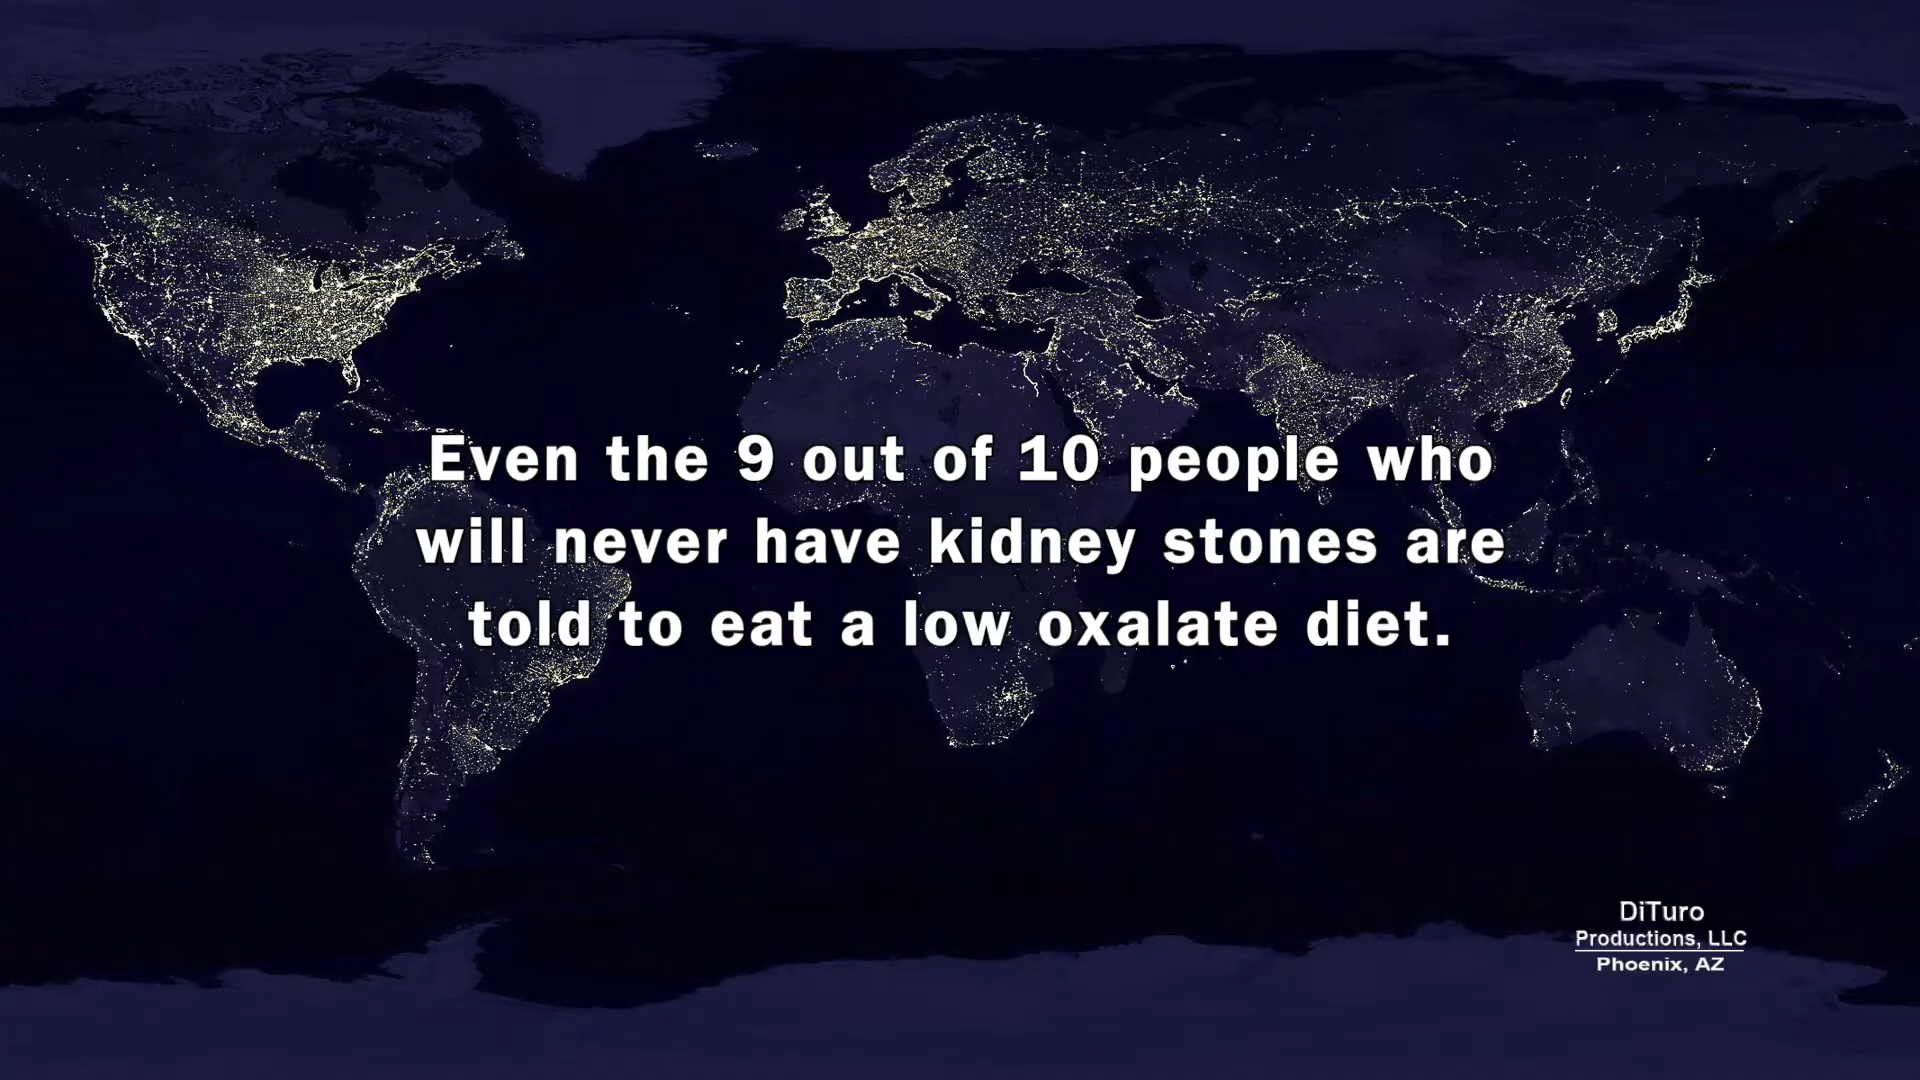 Even the 9 out of 10 people who
will never have kidney stones are
told to eat a low oxalate diet.
DiTuro
Productions, LLC
Phoenix, AZ